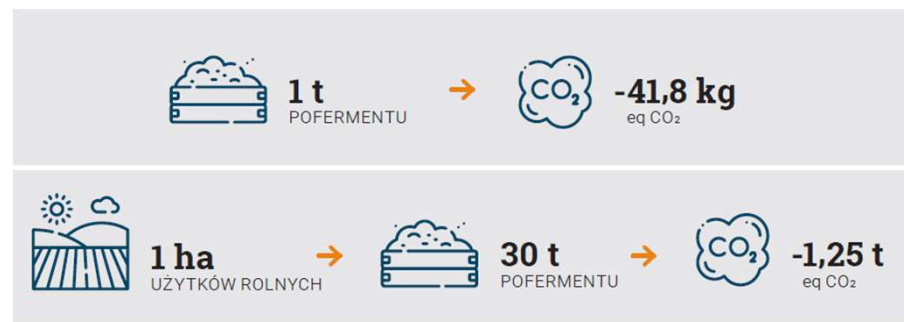 1 t
POFERMENTU
CO₂
-41,8 kg
eq CO₂
1 ha
UŻYTKÓW ROLNYCH
30 t
POFERMENTU
CO₂
-1,25 t
eq CO₂